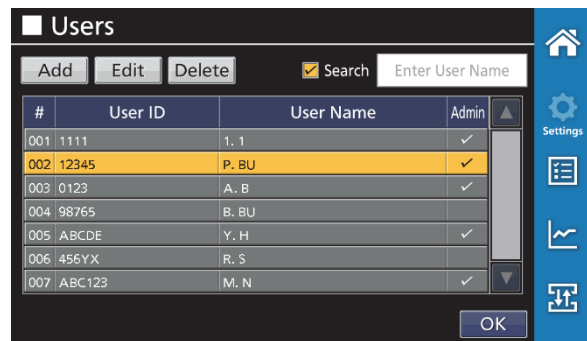 Users
Add Edit Delete Search Enter User Name
# User ID User Name Admin
Settings
001 1111 1. 1
002 12345 P. BU
003 0123 A. B
004 98765 B. BU
005 ABCDE Y. H
006 456YX R. S
007 ABC123 M. N
OK